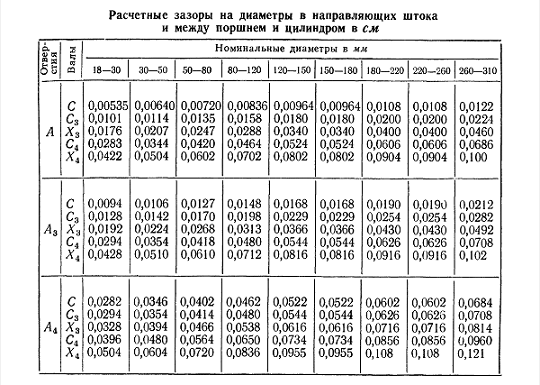 Расчетные зазоры на диаметры в направляющих штока
и между поршнем и цилиндром в см
Отверстия Валы Номинальные диаметры в мм
18—30 30—50 50—80 80—120 120—150 150—180 180—220 220—260 260—310
A C 0,00535 0,00640 0,00720 0,00836 0,00964 0,00964 0,0108 0,0108 0,0122
C₃ 0,0101 0,0114 0,0135 0,0158 0,0180 0,0180 0,0200 0,0200 0,0224
X₃ 0,0176 0,0207 0,0247 0,0288 0,0340 0,0340 0,0400 0,0400 0,0460
C₄ 0,0283 0,0344 0,0420 0,0464 0,0524 0,0524 0,0606 0,0606 0,0686
X₄ 0,0422 0,0504 0,0602 0,0702 0,0802 0,0802 0,0904 0,0904 0,100
A₃ C 0,0094 0,0106 0,0127 0,0148 0,0168 0,0168 0,0190 0,0190 0,0212
C₃ 0,0128 0,0142 0,0170 0,0198 0,0229 0,0229 0,0254 0,0254 0,0282
X₃ 0,0192 0,0224 0,0268 0,0313 0,0366 0,0366 0,0430 0,0430 0,0492
C₄ 0,0294 0,0354 0,0418 0,0480 0,0544 0,0544 0,0626 0,0626 0,0708
X₄ 0,0428 0,0510 0,0610 0,0712 0,0816 0,0816 0,0916 0,0916 0,102
A₄ C 0,0282 0,0346 0,0402 0,0462 0,0522 0,0522 0,0602 0,0602 0,0684
C₃ 0,0294 0,0354 0,0414 0,0480 0,0544 0,0544 0,0626 0,0626 0,0708
X₃ 0,0328 0,0394 0,0466 0,0538 0,0616 0,0616 0,0716 0,0716 0,0814
C₄ 0,0396 0,0480 0,0564 0,0650 0,0734 0,0734 0,0856 0,0856 0,0960
X₄ 0,0504 0,0604 0,0720 0,0836 0,0955 0,0955 0,108 0,108 0,121